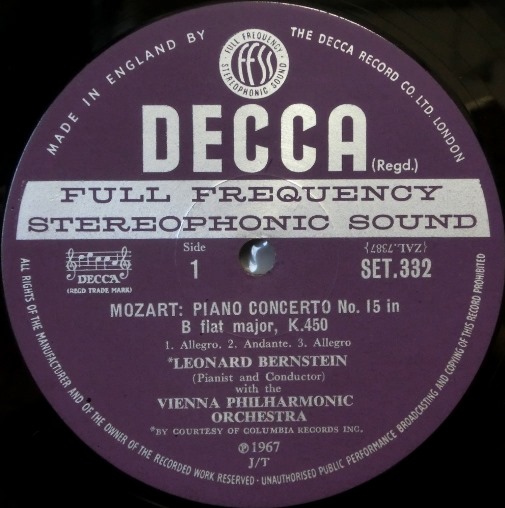 MADE IN ENGLAND BY
THE DECCA RECORD CO. LTD. LONDON
FULL FREQUENCY
ffss
STEREOPHONIC SOUND
DECCA
(Regd.)
FULL FREQUENCY
STEREOPHONIC SOUND
DECCA
(REGD TRADE MARK)
Side
1
{ZAL.7387}
SET.332
MOZART: PIANO CONCERTO No. 15 in
B flat major, K.450
1. Allegro. 2. Andante. 3. Allegro
*LEONARD BERNSTEIN
(Pianist and Conductor)
with the
VIENNA PHILHARMONIC
ORCHESTRA
*BY COURTESY OF COLUMBIA RECORDS INC.
℗ 1967
J/T
ALL RIGHTS OF THE MANUFACTURER AND OF THE OWNER OF THE RECORDED WORK RESERVED · UNAUTHORISED PUBLIC PERFORMANCE BROADCASTING AND COPYING OF THIS RECORD PROHIBITED